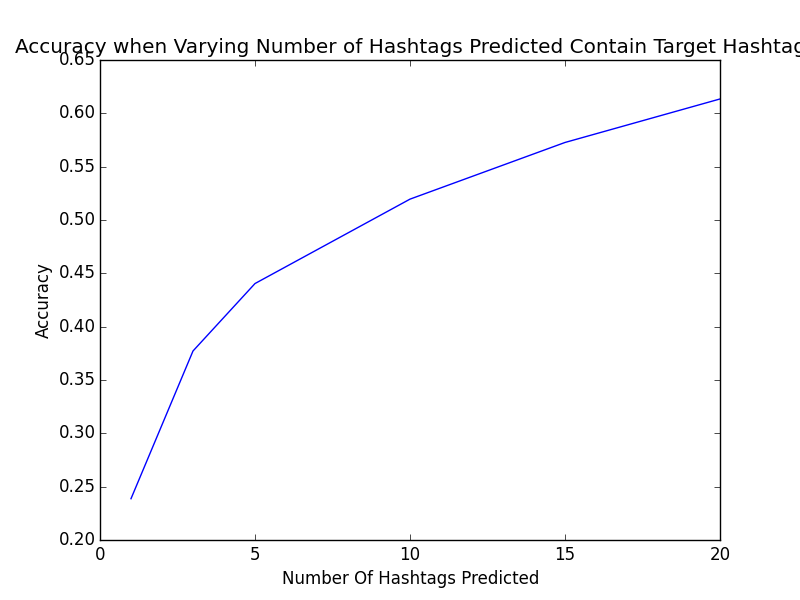 Accuracy when Varying Number of Hashtags Predicted Contain Target Hashtag
0.65
0.60
0.55
0.50
0.45
0.40
0.35
0.30
0.25
0.20
Accuracy
0 5 10 15 20
Number Of Hashtags Predicted